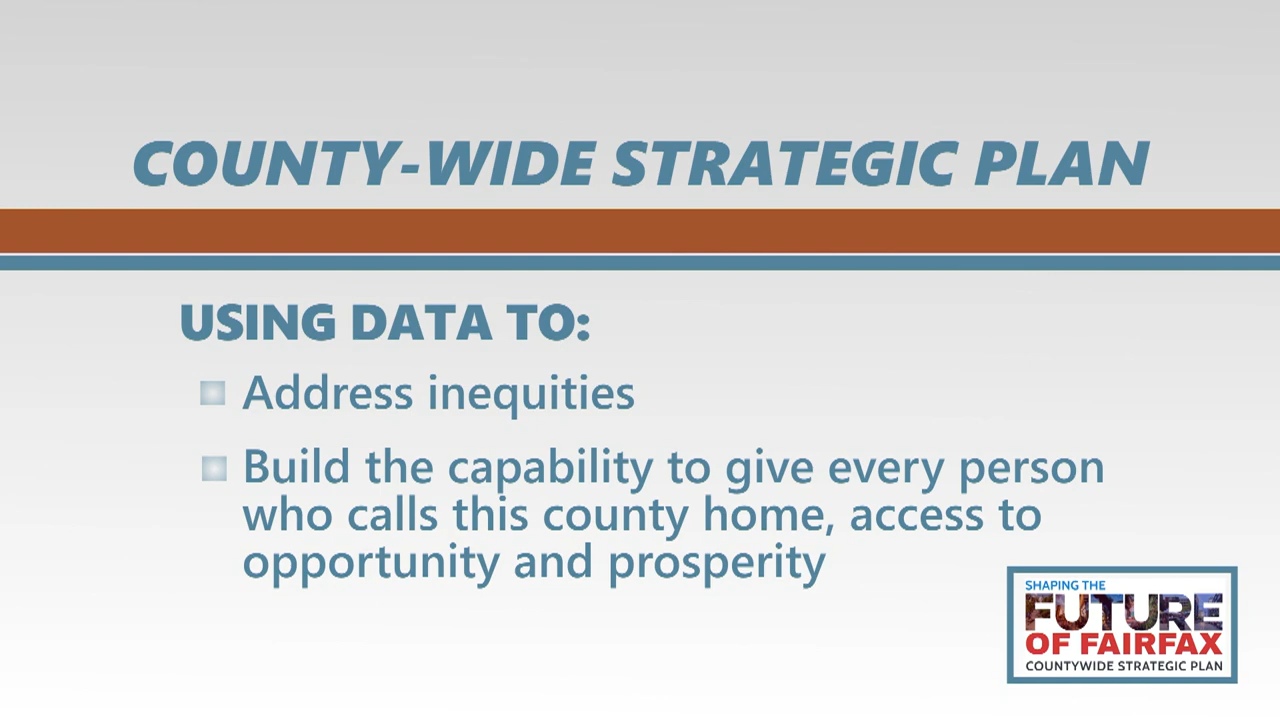 COUNTY-WIDE STRATEGIC PLAN
USING DATA TO:
Address inequities
Build the capability to give every person
who calls this county home, access to
opportunity and prosperity
SHAPING THE
FUTURE
OF FAIRFAX
COUNTYWIDE STRATEGIC PLAN